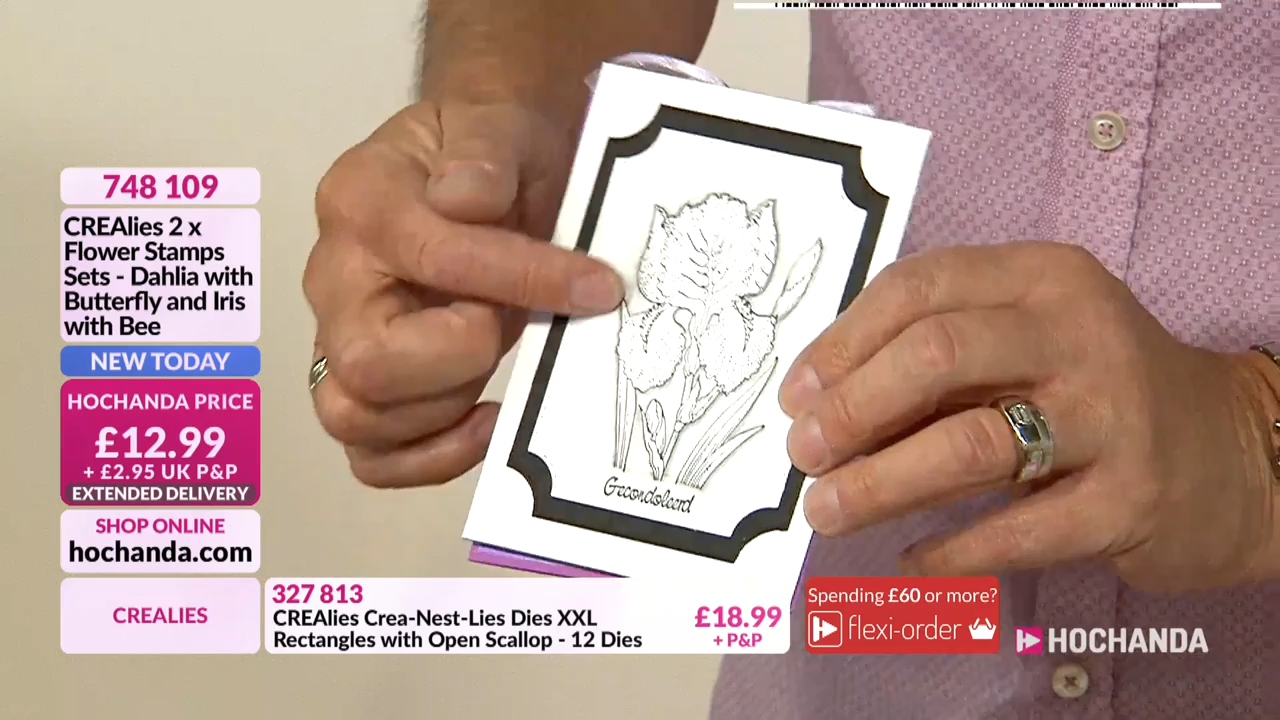 748 109
CREAlies 2 x
Flower Stamps
Sets - Dahlia with
Butterfly and Iris
with Bee
NEW TODAY
HOCHANDA PRICE
£12.99
+ £2.95 UK P&P
EXTENDED DELIVERY
SHOP ONLINE
hochanda.com
CREALIES
327 813
CREAlies Crea-Nest-Lies Dies XXL
Rectangles with Open Scallop - 12 Dies
£18.99
+ P&P
Spending £60 or more?
flexi-order
HOCHANDA
Gecondoleerd